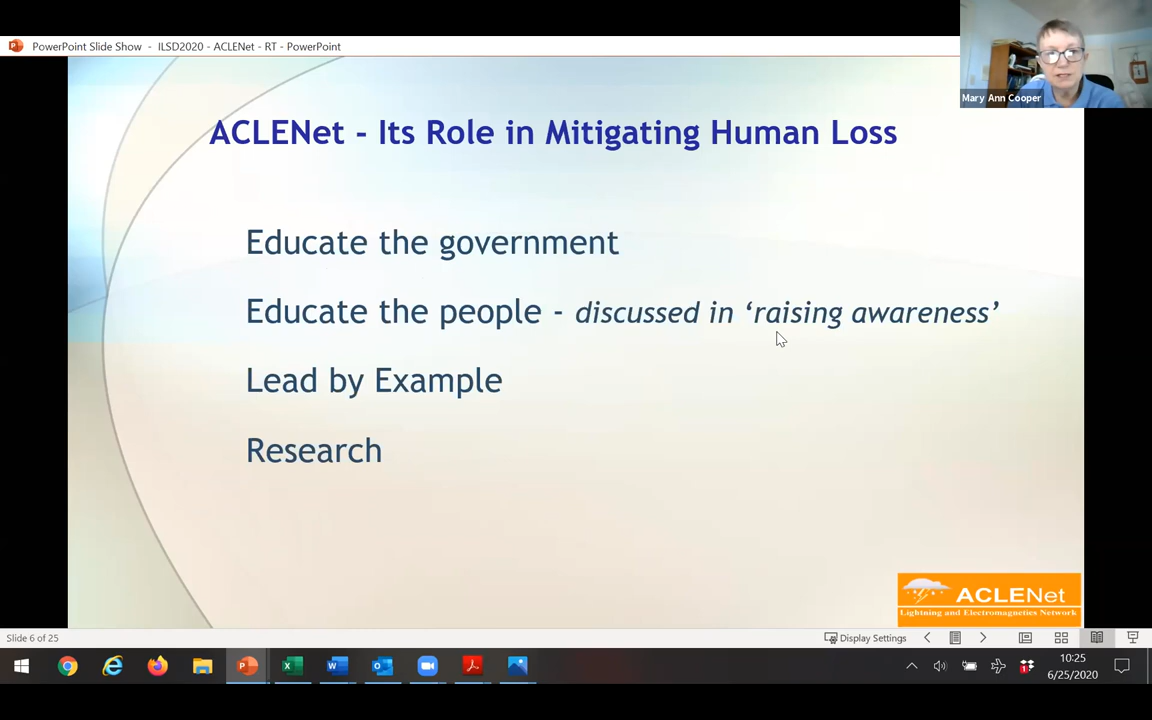 PowerPoint Slide Show - ILSD2020 - ACLENet - RT - PowerPoint
Mary Ann Cooper
ACLENet - Its Role in Mitigating Human Loss
Educate the government
Educate the people - discussed in ‘raising awareness’
Lead by Example
Research
ACLENet
Lightning and Electromagnetics Network
Slide 6 of 25
Display Settings
10:25
6/25/2020